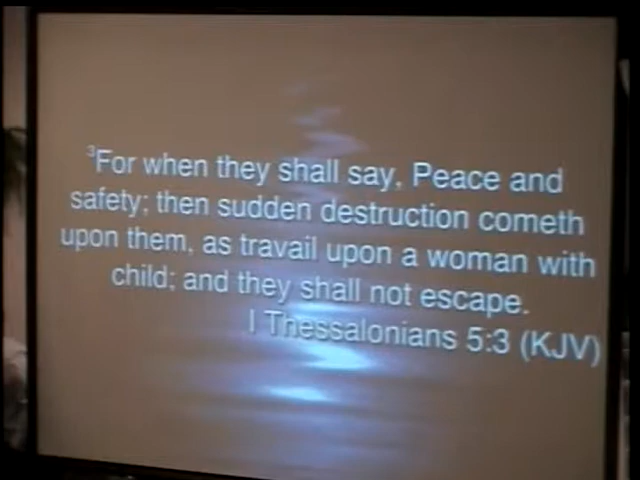 ³For when they shall say, Peace and
safety; then sudden destruction cometh
upon them, as travail upon a woman with
child; and they shall not escape.
I Thessalonians 5:3 (KJV)